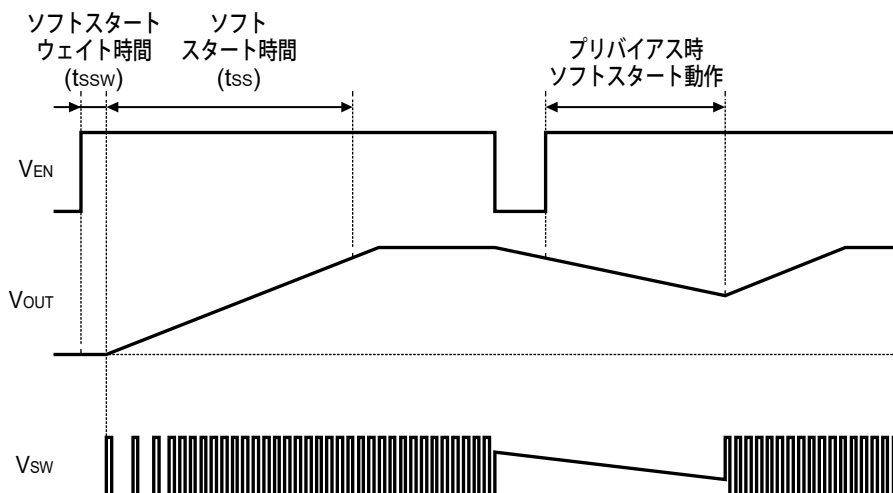 ソフトスタート
ウェイト時間
(tssw)
ソフト
スタート時間
(tss)
プリバイアス時
ソフトスタート動作
VEN
VOUT
VSW